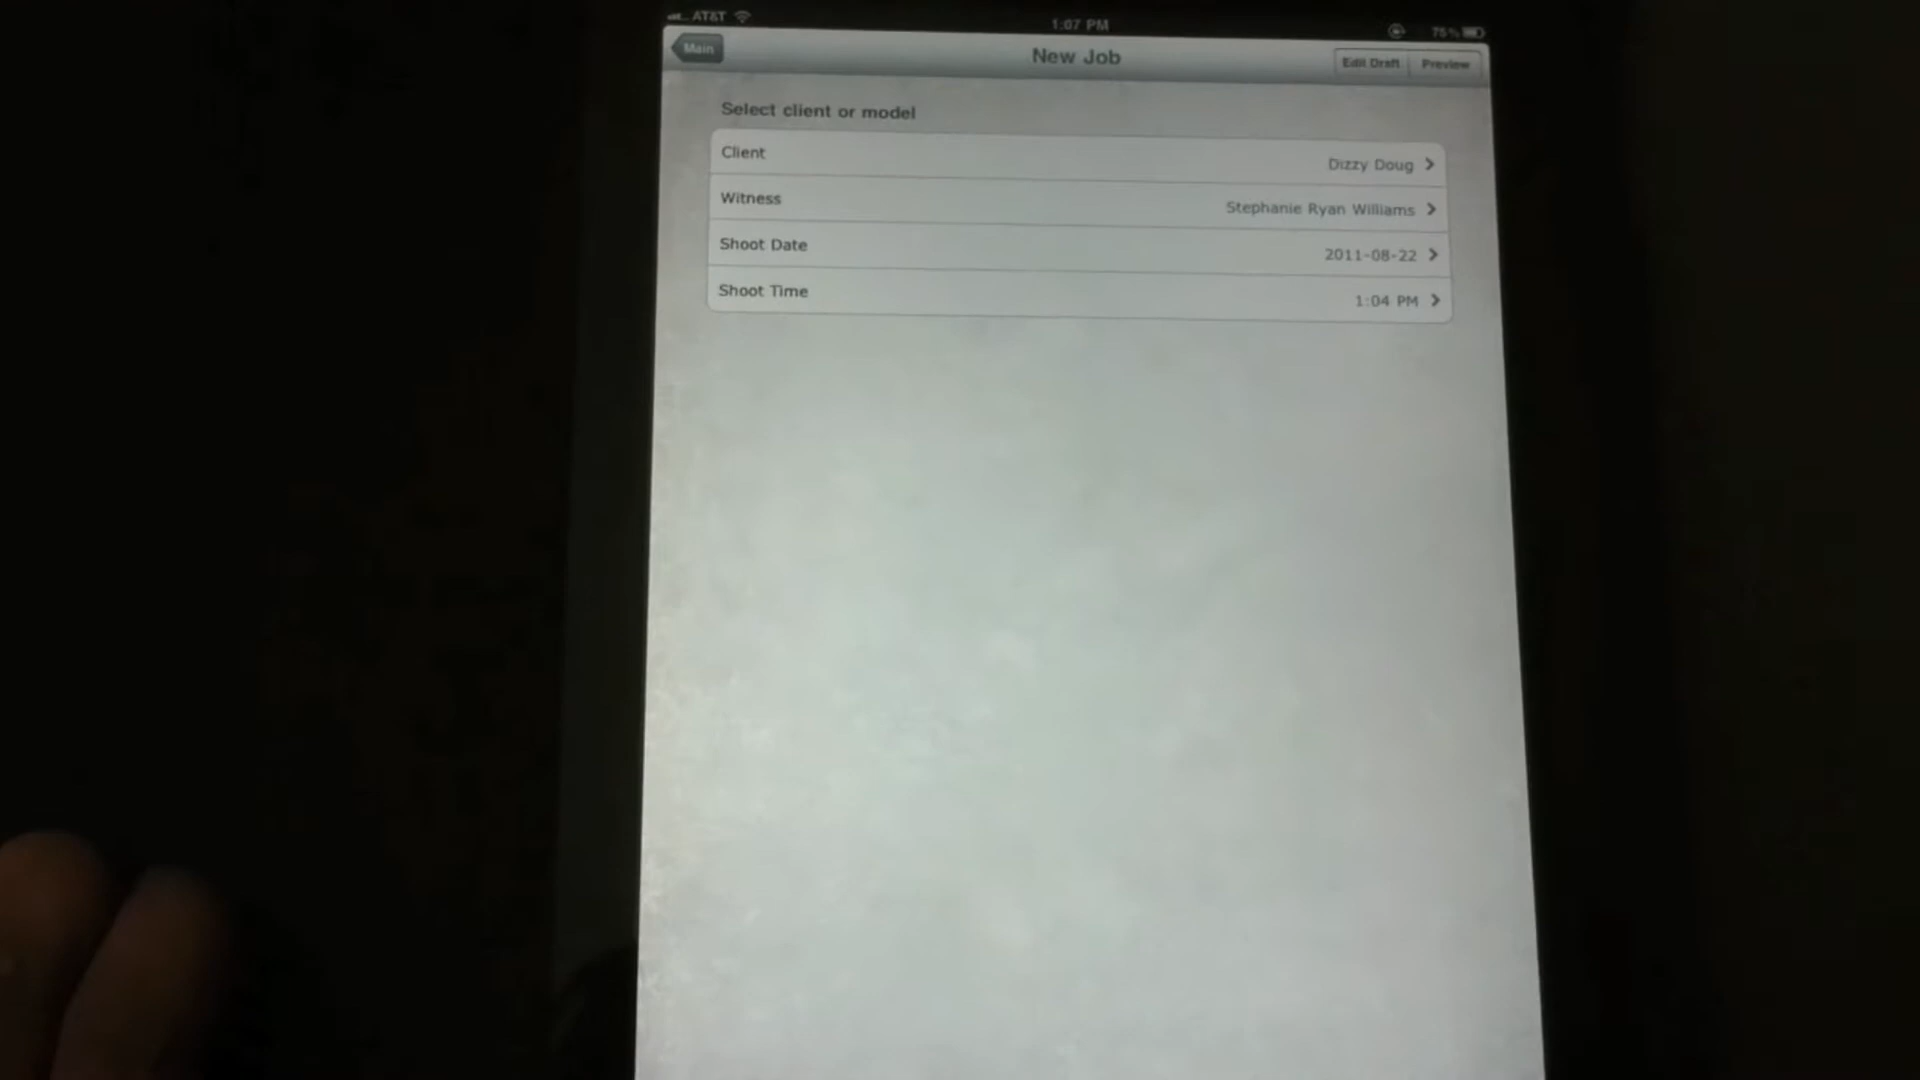 AT&T 1:07 PM 75%
Main New Job Edit Draft Preview
Select client or model
Client Dizzy Doug
Witness Stephanie Ryan Williams
Shoot Date 2011-08-22
Shoot Time 1:04 PM